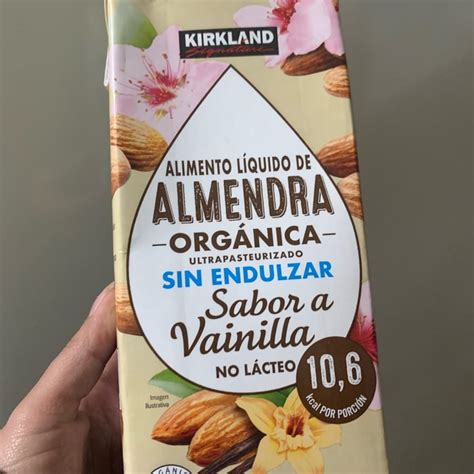 KIRKLAND
Signature
ALIMENTO LÍQUIDO DE
ALMENDRA
ORGÁNICA
ULTRAPASTEURIZADO
SIN ENDULZAR
Sabor a
Vainilla
NO LÁCTEO
10,6
kcal POR PORCIÓN
Imagen
Ilustrativa